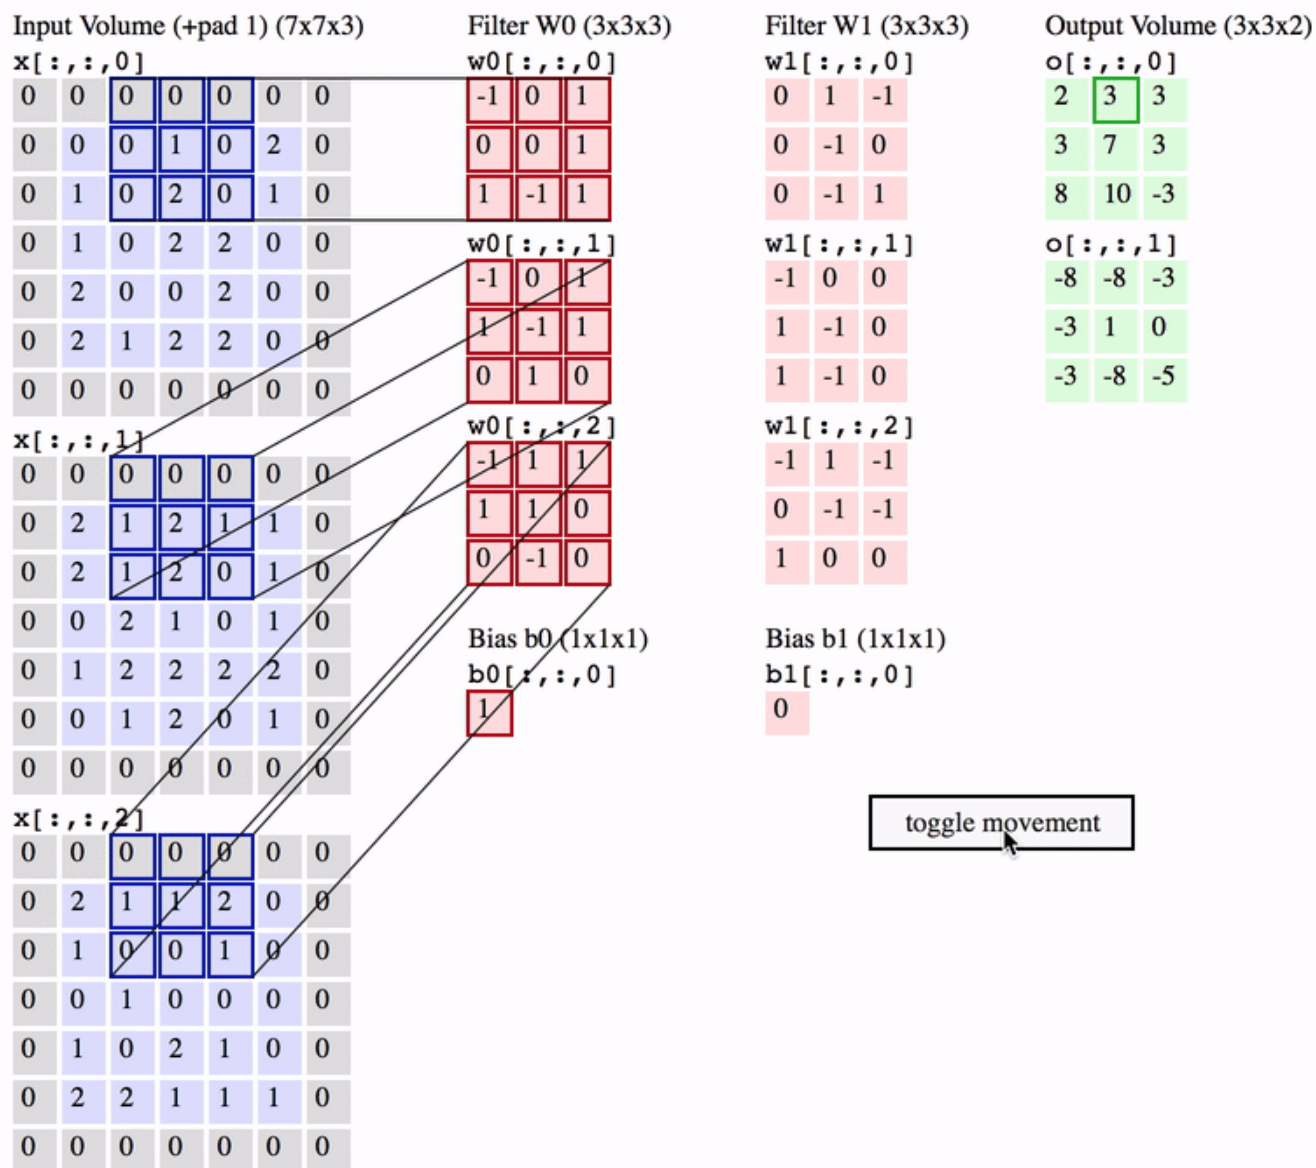 Input Volume (+pad 1) (7x7x3)
x[:,:,0]
0 0 0 0 0 0 0
0 0 0 1 0 2 0
0 1 0 2 0 1 0
0 1 0 2 2 0 0
0 2 0 0 2 0 0
0 2 1 2 2 0 0
0 0 0 0 0 0 0
x[:,:,1]
0 0 0 0 0 0 0
0 2 1 2 1 1 0
0 2 1 2 0 1 0
0 0 2 1 0 1 0
0 1 2 2 2 2 0
0 0 1 2 0 1 0
0 0 0 0 0 0 0
x[:,:,2]
0 0 0 0 0 0 0
0 2 1 1 2 0 0
0 1 0 0 1 0 0
0 0 1 0 0 0 0
0 1 0 2 1 0 0
0 2 2 1 1 1 0
0 0 0 0 0 0 0
Filter W0 (3x3x3)
w0[:,:,0]
-1 0 1
0 0 1
1 -1 1
w0[:,:,1]
-1 0 1
1 -1 1
0 1 0
w0[:,:,2]
-1 1 1
1 1 0
0 -1 0
Bias b0 (1x1x1)
b0[:,:,0]
1
Filter W1 (3x3x3)
w1[:,:,0]
0 1 -1
0 -1 0
0 -1 1
w1[:,:,1]
-1 0 0
1 -1 0
1 -1 0
w1[:,:,2]
-1 1 -1
0 -1 -1
1 0 0
Bias b1 (1x1x1)
b1[:,:,0]
0
Output Volume (3x3x2)
o[:,:,0]
2 3 3
3 7 3
8 10 -3
o[:,:,1]
-8 -8 -3
-3 1 0
-3 -8 -5
toggle movement